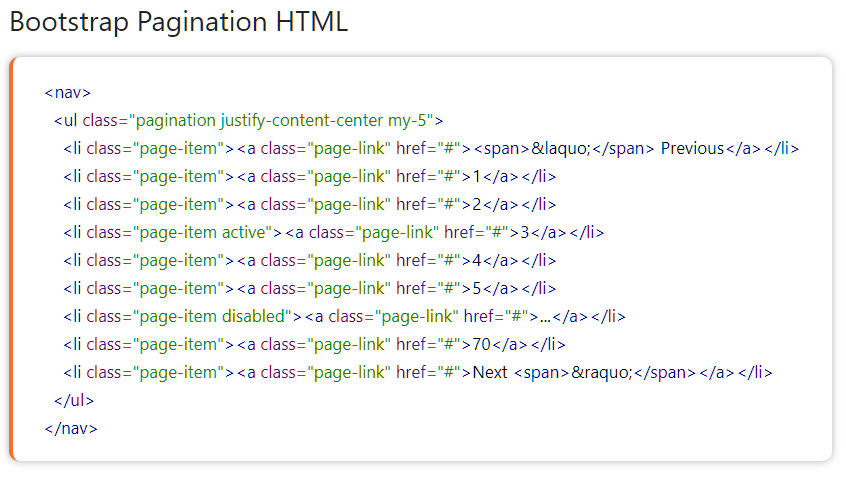 Bootstrap Pagination HTML
<nav>
<ul class="pagination justify-content-center my-5">
<li class="page-item"><a class="page-link" href="#"><span>&laquo;</span> Previous</a></li>
<li class="page-item"><a class="page-link" href="#">1</a></li>
<li class="page-item"><a class="page-link" href="#">2</a></li>
<li class="page-item active"><a class="page-link" href="#">3</a></li>
<li class="page-item"><a class="page-link" href="#">4</a></li>
<li class="page-item"><a class="page-link" href="#">5</a></li>
<li class="page-item disabled"><a class="page-link" href="#">...</a></li>
<li class="page-item"><a class="page-link" href="#">70</a></li>
<li class="page-item"><a class="page-link" href="#">Next <span>&raquo;</span></a></li>
</ul>
</nav>